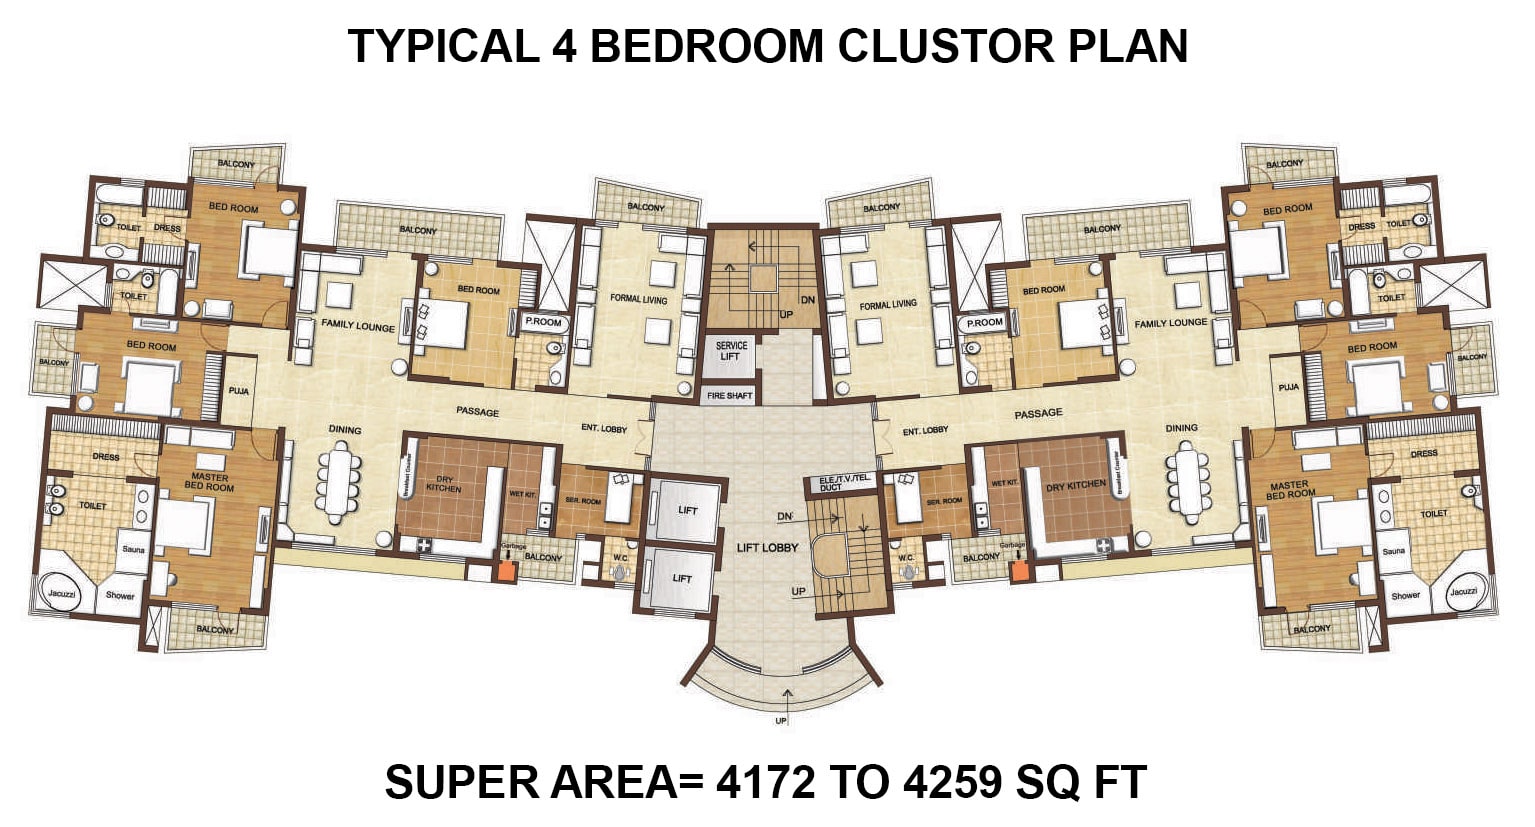 TYPICAL 4 BEDROOM CLUSTOR PLAN
BALCONY
BED ROOM
TOILET
DRESS
TOILET
BALCONY
BED ROOM
PUJA
BALCONY
FAMILY LOUNGE
BED ROOM
P.ROOM
BALCONY
FORMAL LIVING
DN
UP
SERVICE
LIFT
FIRE SHAFT
PASSAGE
ENT. LOBBY
DINING
DRESS
MASTER
BED ROOM
TOILET
Sauna
Jacuzzi
Shower
BALCONY
Breakfast Counter
DRY
KITCHEN
WET KIT.
SER. ROOM
Garbage
BALCONY
W.C.
LIFT
LIFT
LIFT LOBBY
ELE./T.V./TEL.
DUCT
DN
UP
UP
BALCONY
FORMAL LIVING
P.ROOM
BED ROOM
BALCONY
FAMILY LOUNGE
BALCONY
BED ROOM
DRESS
TOILET
TOILET
BED ROOM
BALCONY
PUJA
PASSAGE
ENT. LOBBY
DINING
SER. ROOM
WET KIT.
DRY KITCHEN
Breakfast Counter
W.C.
BALCONY
Garbage
MASTER
BED ROOM
DRESS
TOILET
Sauna
Shower
Jacuzzi
BALCONY
SUPER AREA= 4172 TO 4259 SQ FT